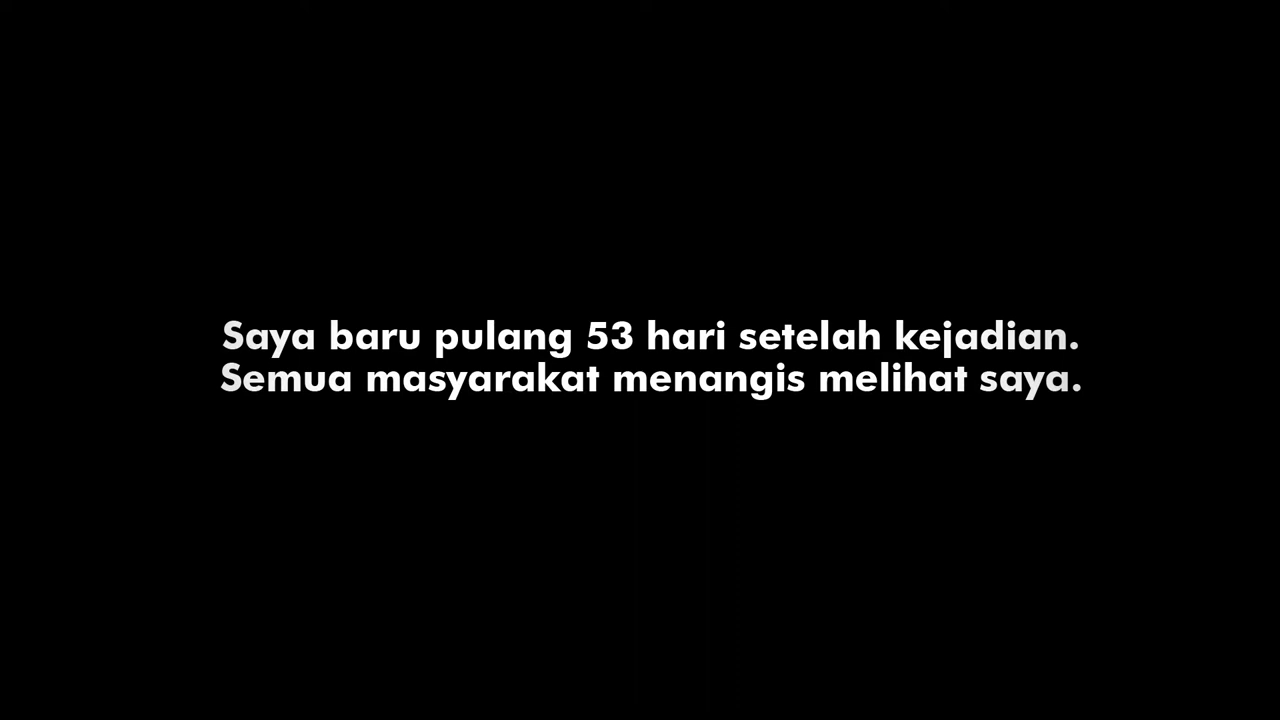 Saya baru pulang 53 hari setelah kejadian.
Semua masyarakat menangis melihat saya.